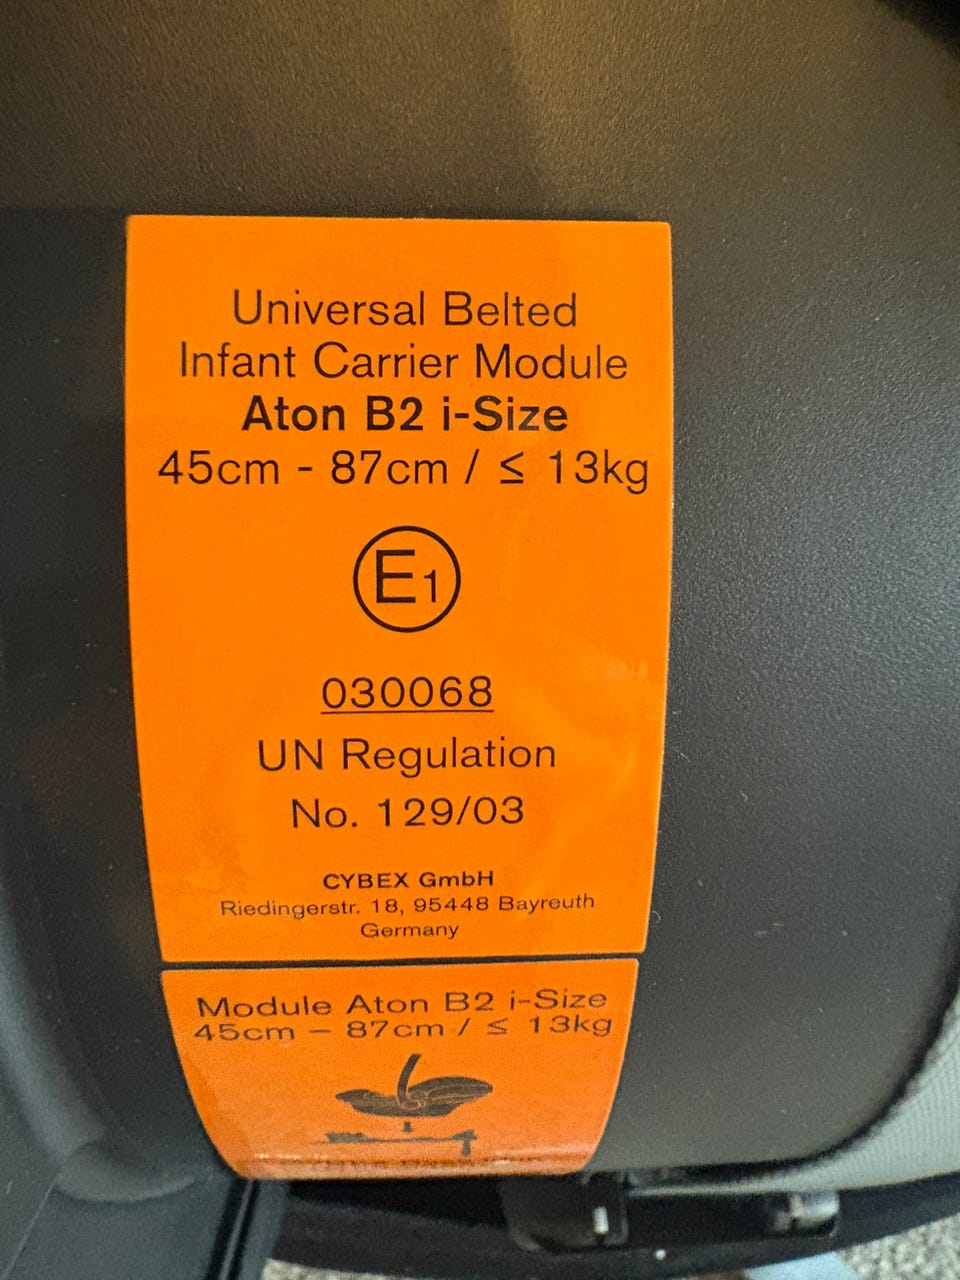 Universal Belted
Infant Carrier Module
Aton B2 i-Size
45cm - 87cm / ≤ 13kg
E1
030068
UN Regulation
No. 129/03
CYBEX GmbH
Riedingerstr. 18, 95448 Bayreuth
Germany
Module Aton B2 i-Size
45cm – 87cm / ≤ 13kg